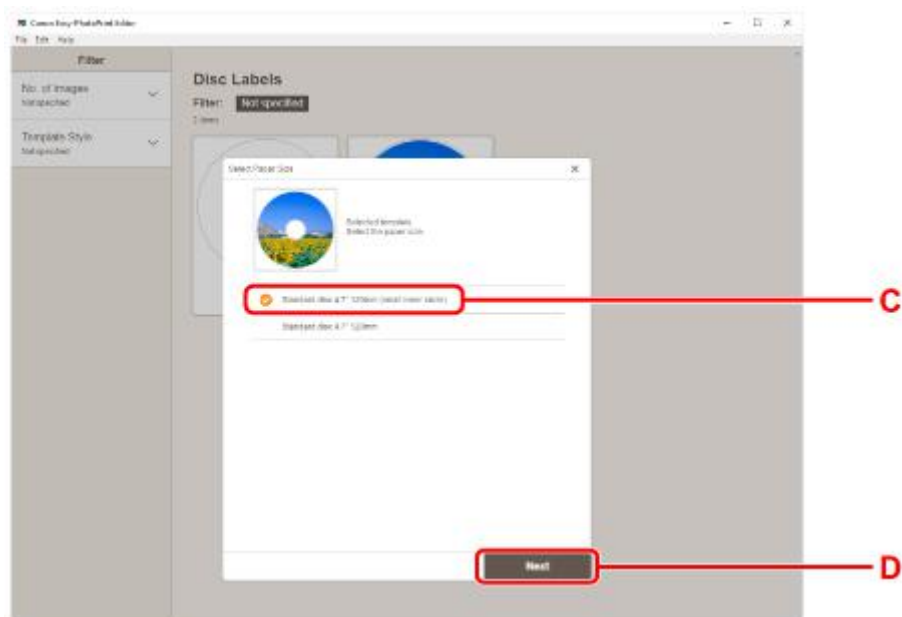 Canon Easy-PhotoPrint Editor
File Edit Help
Filter
No. of Images
Not specified
Template Style
Not specified
Disc Labels
Filter: Not specified
2 items
Select Paper Size
Selected template.
Select the paper size.
Standard disc 4.7" 120mm (small inner circle)
C
Standard disc 4.7" 120mm
Next
D